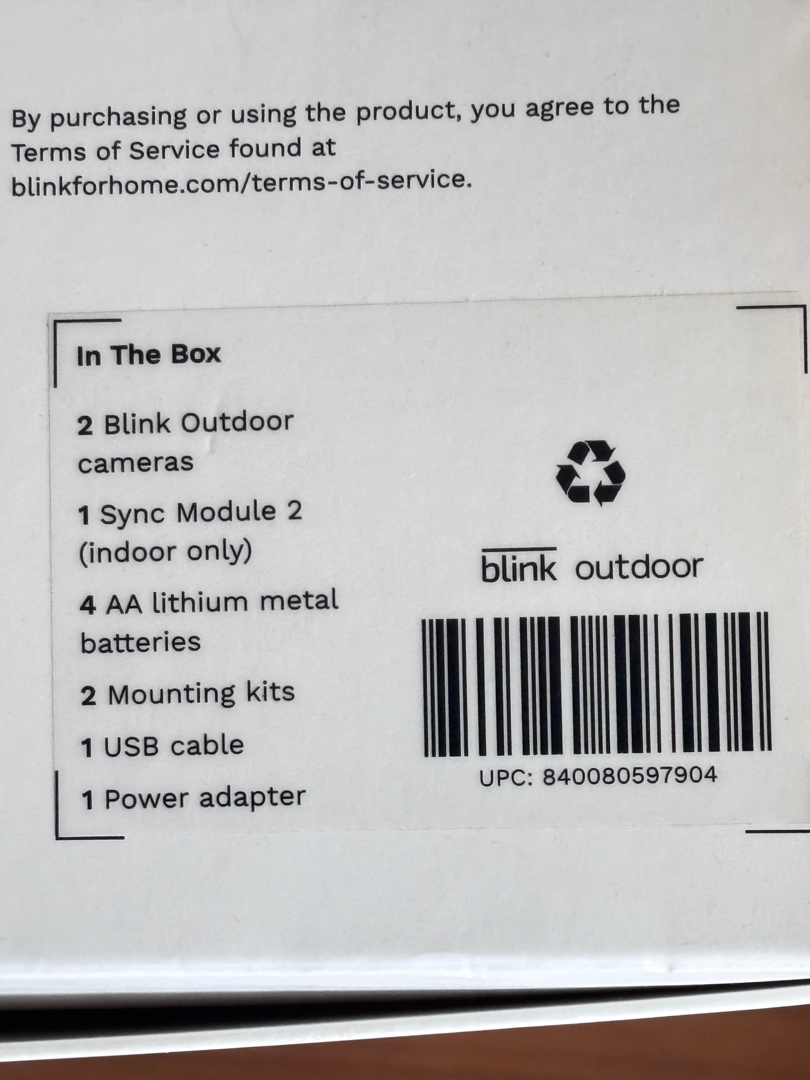 By purchasing or using the product, you agree to the
Terms of Service found at
blinkforhome.com/terms-of-service.
In The Box
2 Blink Outdoor
cameras
1 Sync Module 2
(indoor only)
4 AA lithium metal
batteries
2 Mounting kits
1 USB cable
1 Power adapter
blink outdoor
UPC: 840080597904